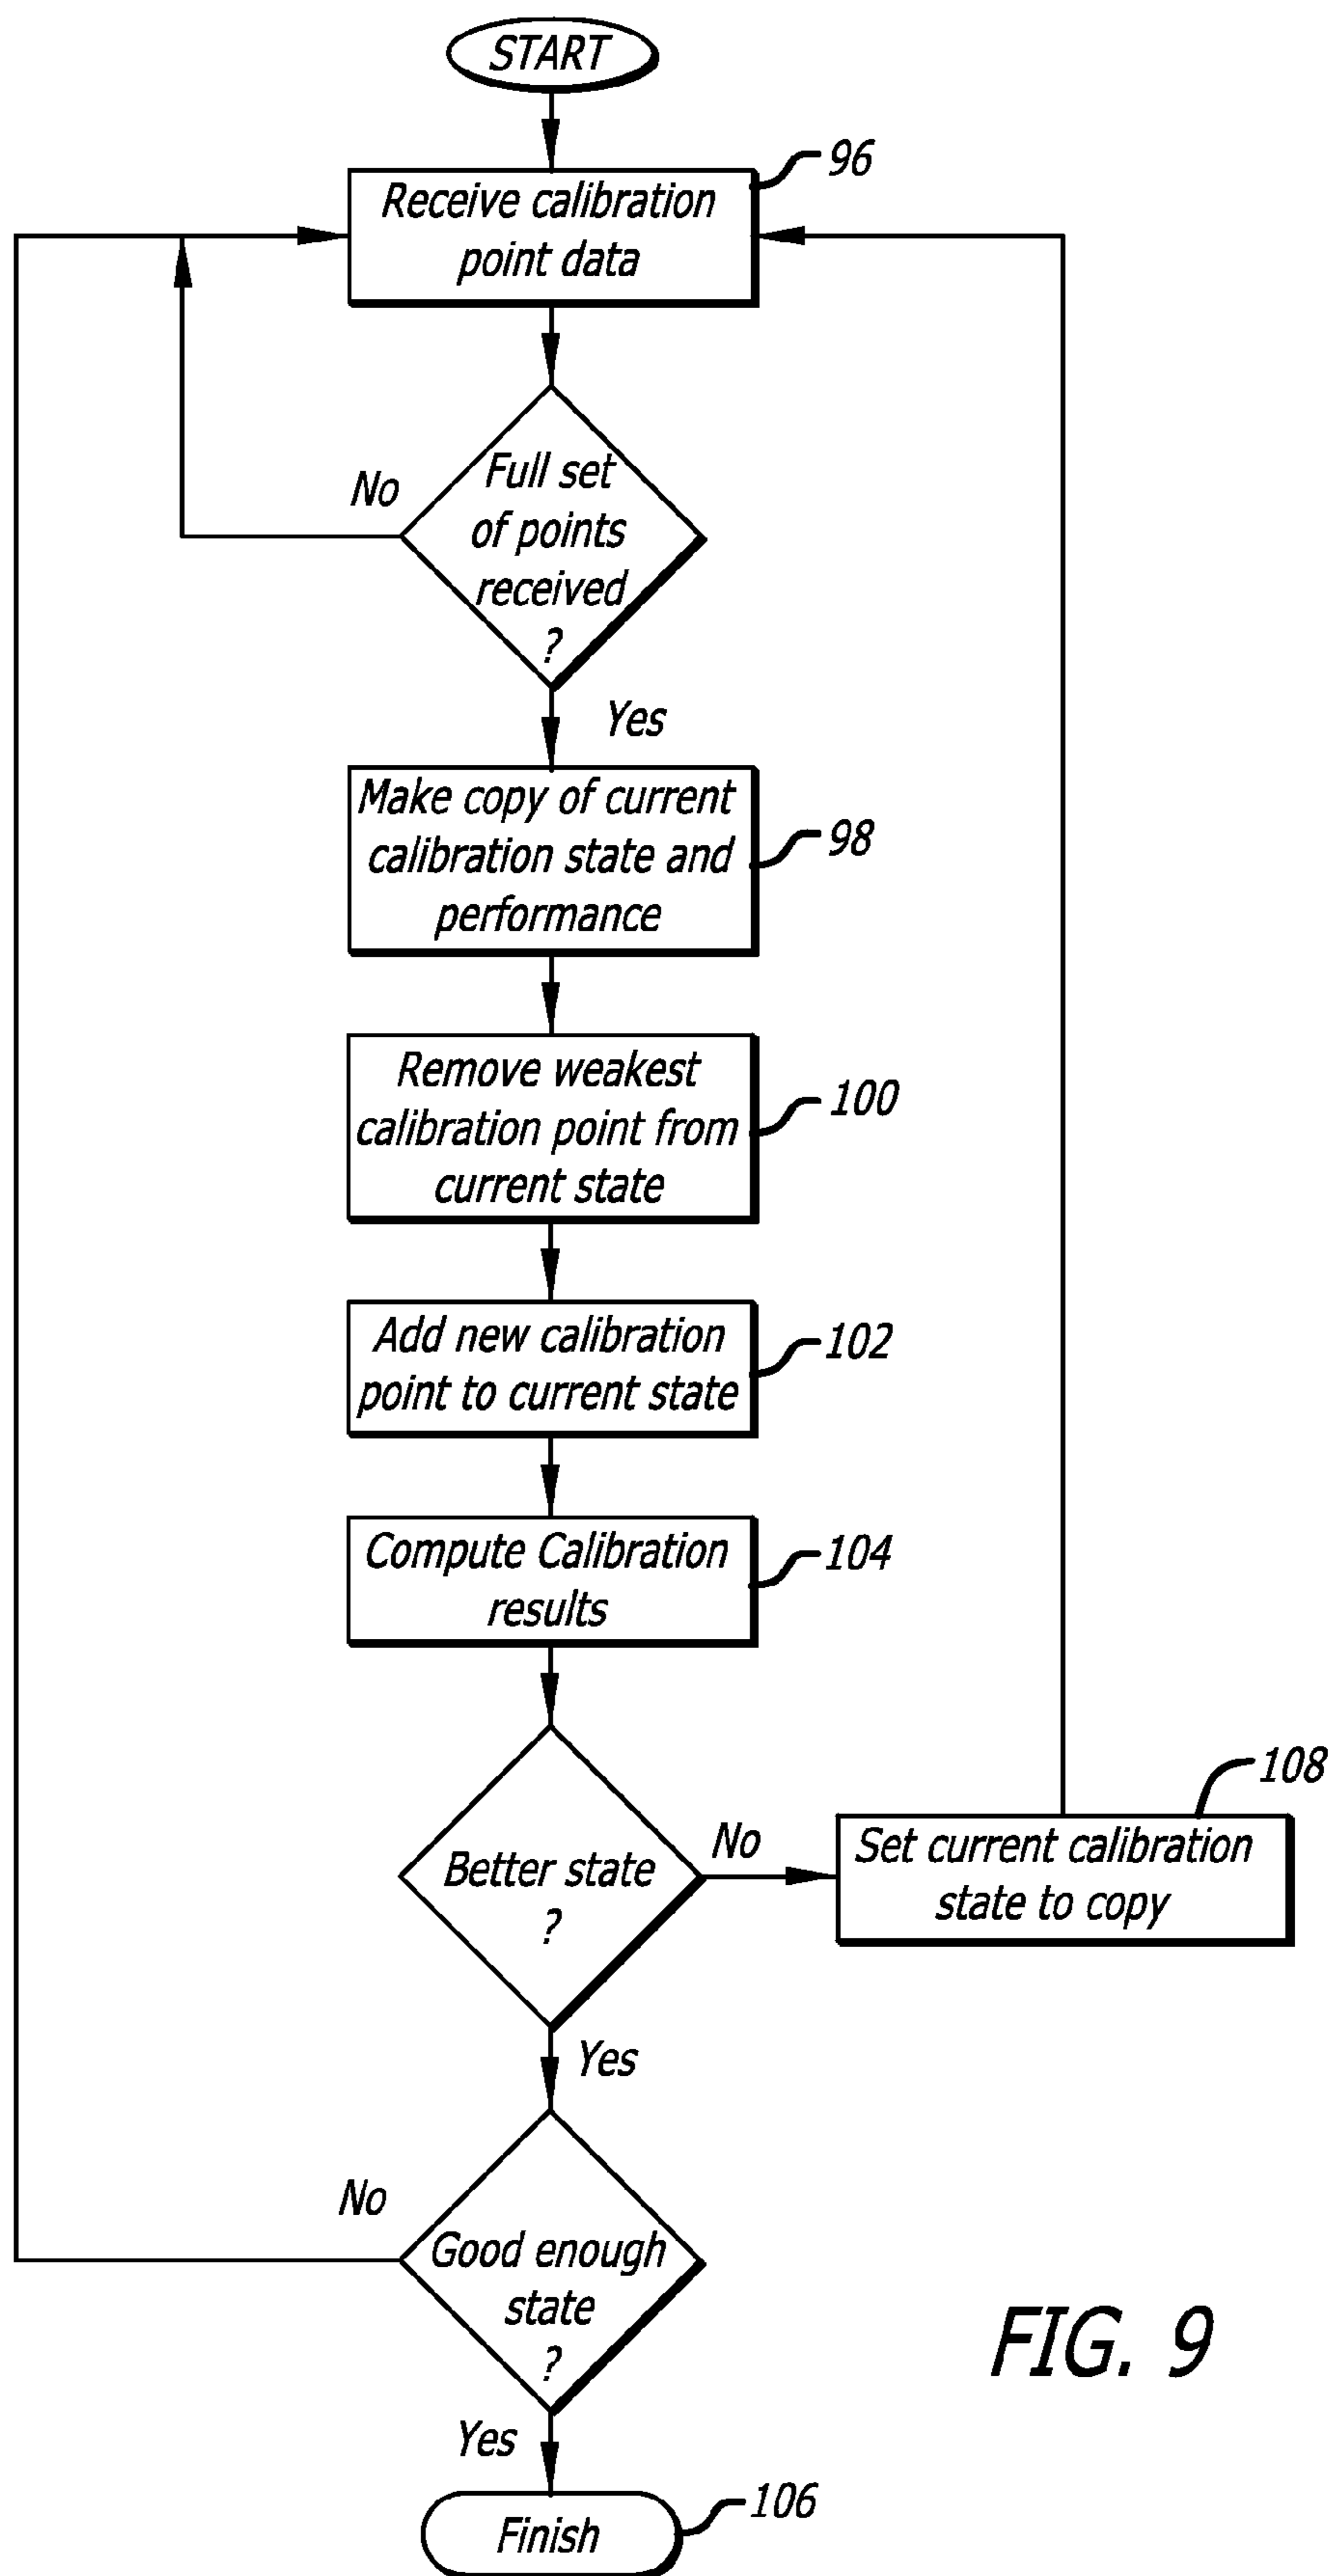 START
96
Receive calibration
point data
No
Full set
of points
received
?
Yes
Make copy of current
calibration state and
performance
98
Remove weakest
calibration point from
current state
100
Add new calibration
point to current state
102
Compute Calibration
results
104
Better state
?
No
Set current calibration
state to copy
108
Yes
No
Good enough
state
?
Yes
Finish
106
FIG. 9